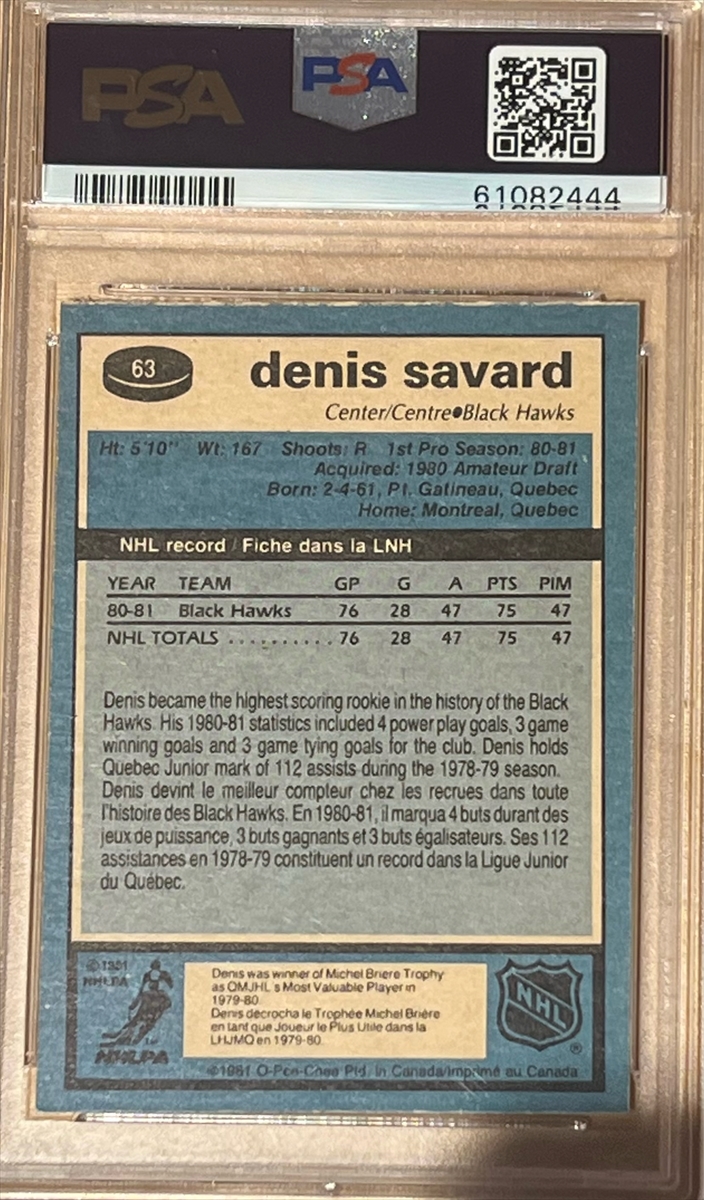 PSA
PSA
61082444
63
denis savard
Center/Centre●Black Hawks
Ht: 5'10" Wt: 167 Shoots: R 1st Pro Season: 80-81
Acquired: 1980 Amateur Draft
Born: 2-4-61, Pt. Gatineau, Quebec
Home: Montreal, Quebec
NHL record / Fiche dans la LNH
YEAR TEAM GP G A PTS PIM
80-81 Black Hawks 76 28 47 75 47
NHL TOTALS .......... 76 28 47 75 47
Denis became the highest scoring rookie in the history of the Black
Hawks. His 1980-81 statistics included 4 power play goals, 3 game
winning goals and 3 game tying goals for the club. Denis holds
Quebec Junior mark of 112 assists during the 1978-79 season.
Denis devint le meilleur compteur chez les recrues dans toute
l'histoire des Black Hawks. En 1980-81, il marqua 4 buts durant des
jeux de puissance, 3 buts gagnants et 3 buts égalisateurs. Ses 112
assistances en 1978-79 constituent un record dans la Ligue Junior
du Québec.
©1981
NHLPA
NHLPA
Denis was winner of Michel Briere Trophy
as QMJHL's Most Valuable Player in
1979-80.
Denis décrocha le Trophée Michel Brière
en tant que Joueur le Plus Utile dans la
LHJMQ en 1979-80.
NHL
®
©1981 O-Pee-Chee Ptd. in Canada/Imprimé au Canada